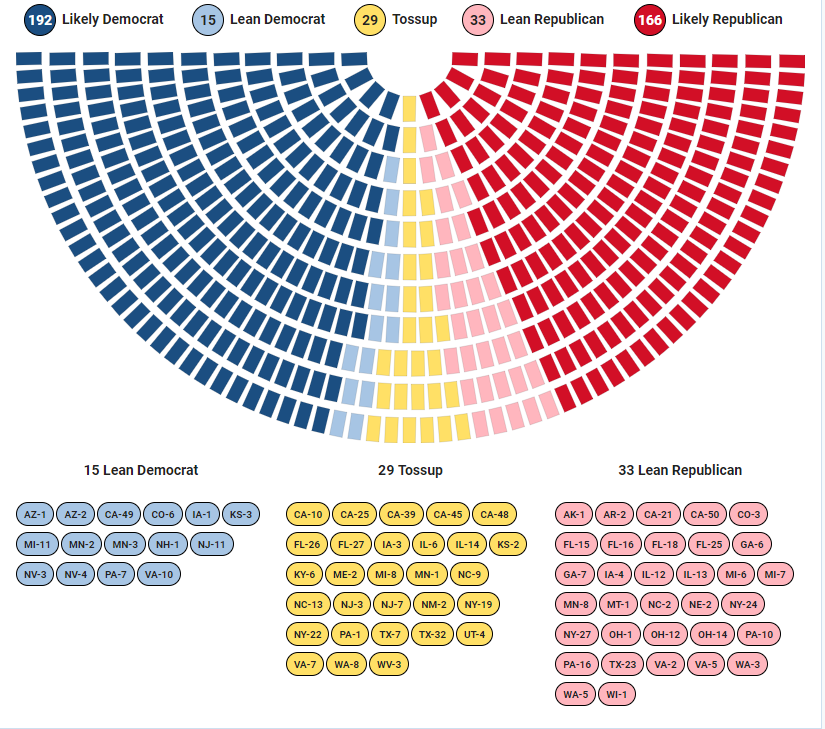 192 Likely Democrat 15 Lean Democrat 29 Tossup 33 Lean Republican 166 Likely Republican
15 Lean Democrat
AZ-1 AZ-2 CA-49 CO-6 IA-1 KS-3
MI-11 MN-2 MN-3 NH-1 NJ-11
NV-3 NV-4 PA-7 VA-10
29 Tossup
CA-10 CA-25 CA-39 CA-45 CA-48
FL-26 FL-27 IA-3 IL-6 IL-14 KS-2
KY-6 ME-2 MI-8 MN-1 NC-9
NC-13 NJ-3 NJ-7 NM-2 NY-19
NY-22 PA-1 TX-7 TX-32 UT-4
VA-7 WA-8 WV-3
33 Lean Republican
AK-1 AR-2 CA-21 CA-50 CO-3
FL-15 FL-16 FL-18 FL-25 GA-6
GA-7 IA-4 IL-12 IL-13 MI-6 MI-7
MN-8 MT-1 NC-2 NE-2 NY-24
NY-27 OH-1 OH-12 OH-14 PA-10
PA-16 TX-23 VA-2 VA-5 WA-3
WA-5 WI-1